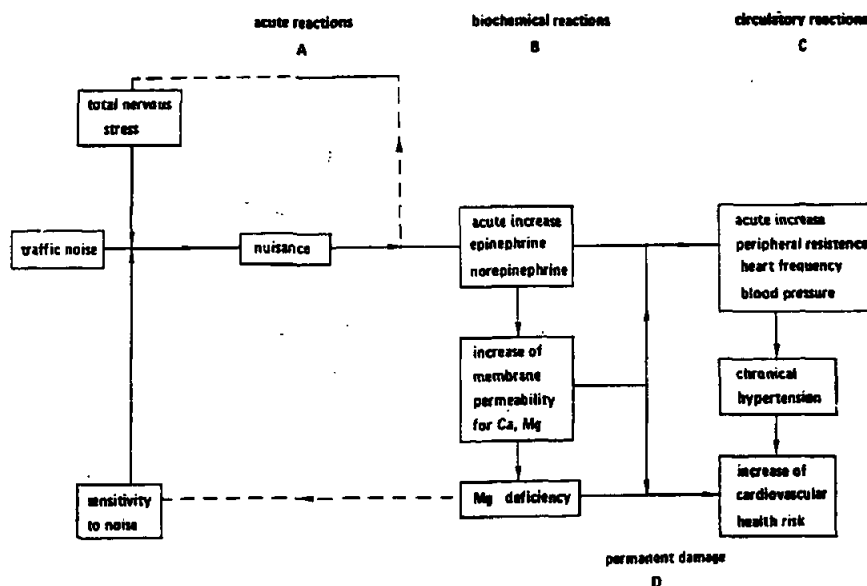 acute reactions
A
biochemical reactions
B
circulatory reactions
C
total nervous
stress
traffic noise
nuisance
acute increase
epinephrine
norepinephrine
acute increase
peripheral resistence
heart frequency
blood pressure
increase of
membrane
permeability
for Ca, Mg
chronical
hypertension
sensitivity
to noise
Mg deficiency
increase of
cardiovascular
health risk
permanent damage
D